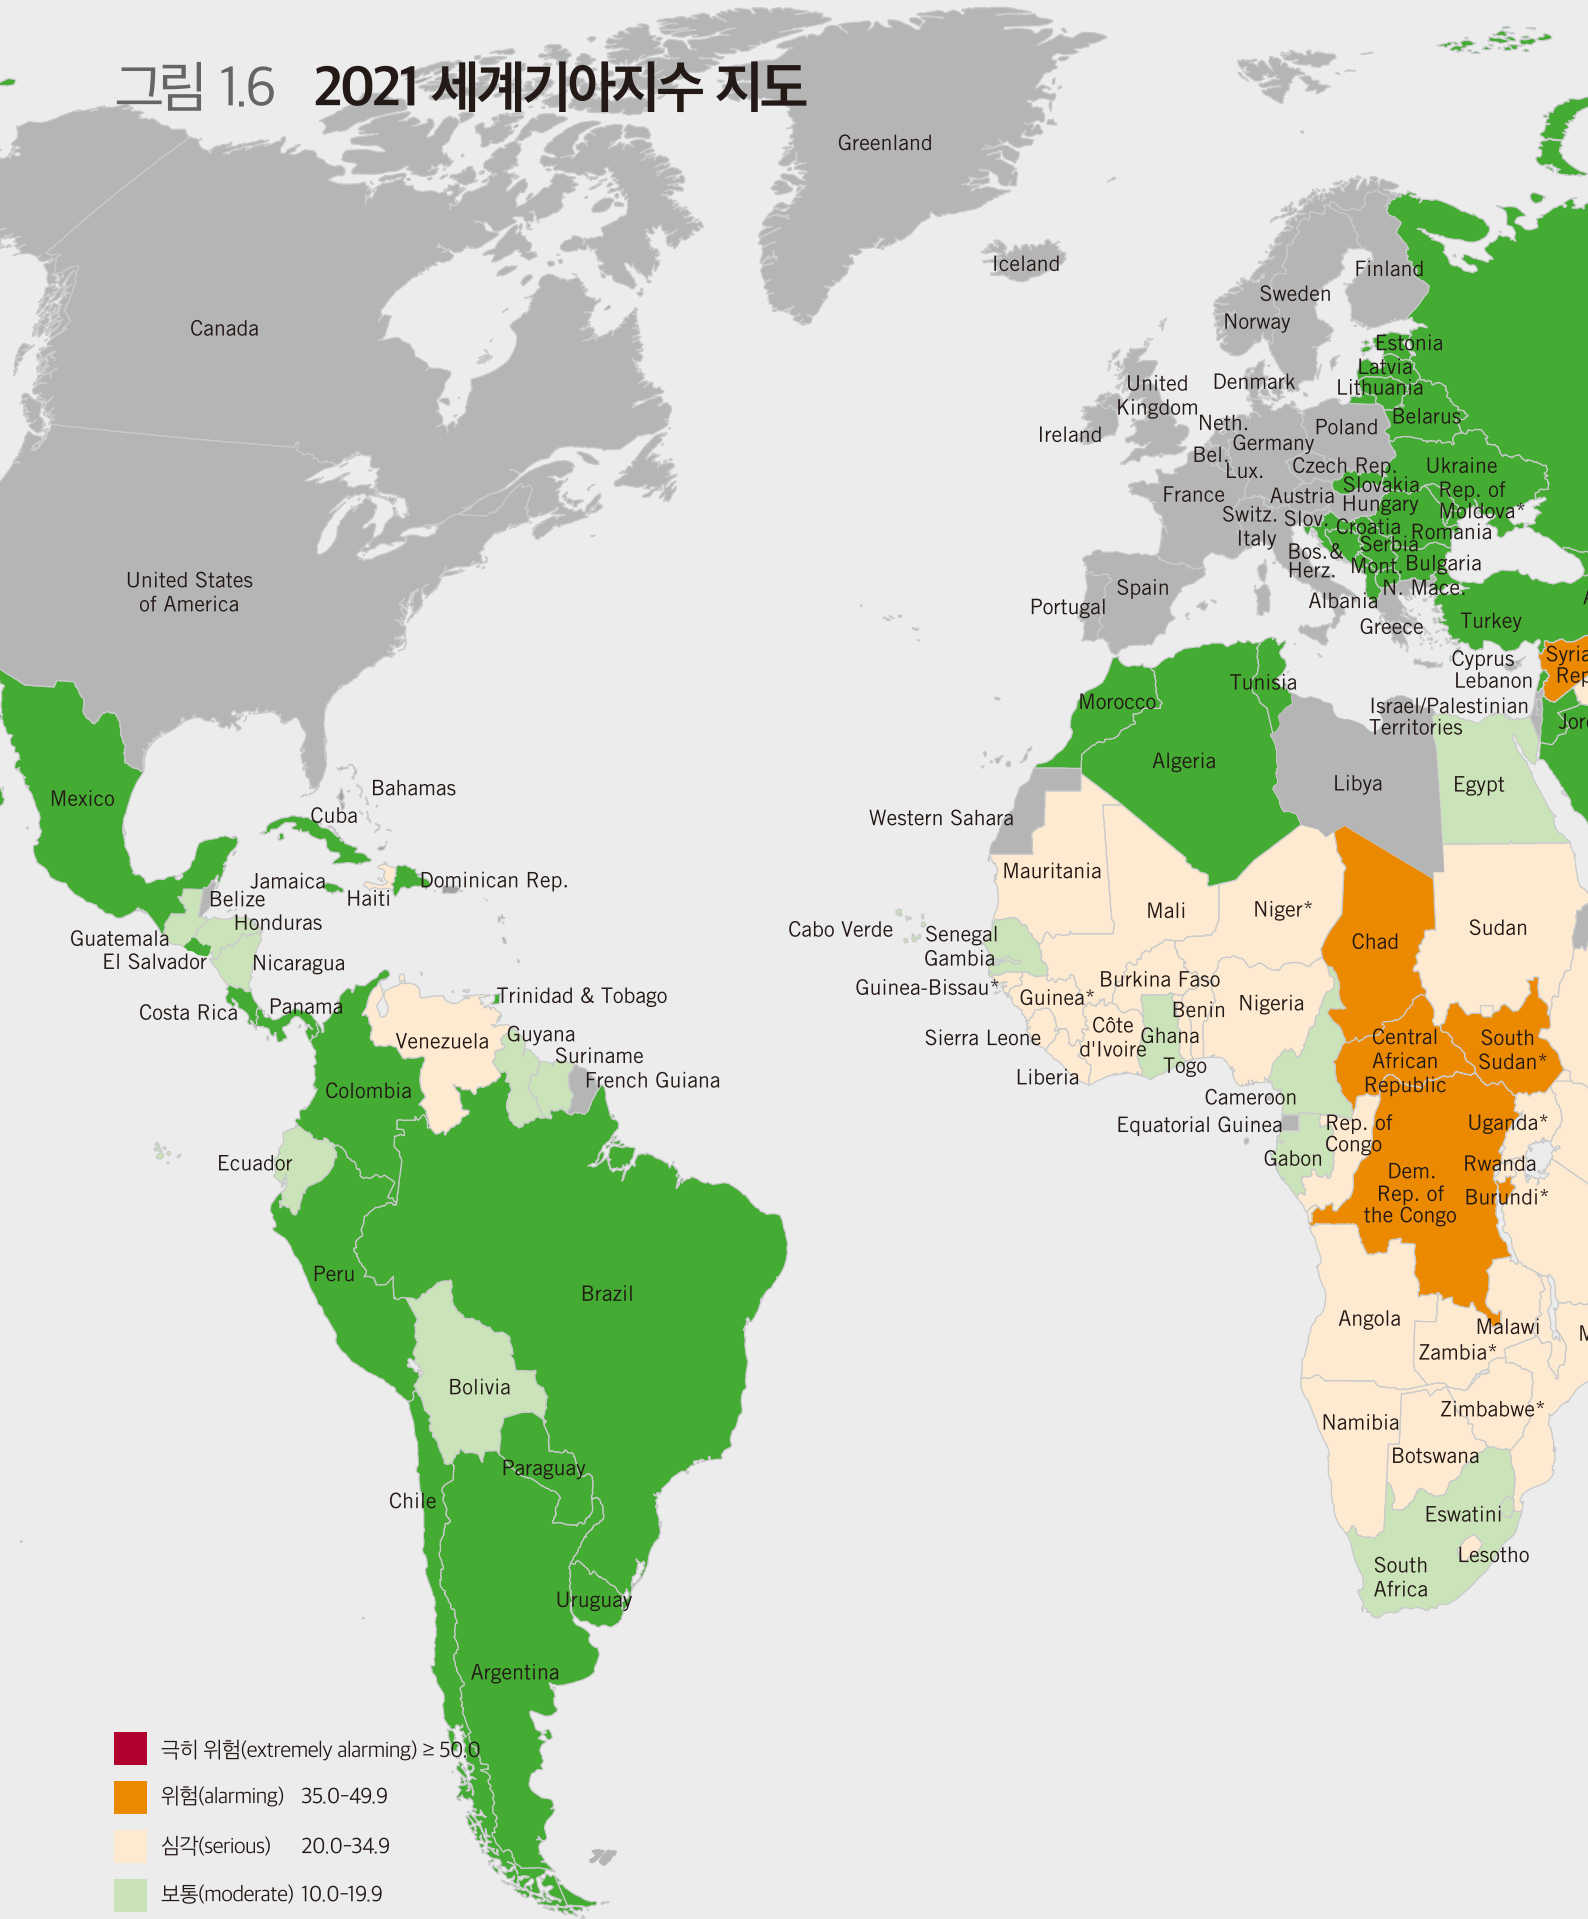 그림 1.6 2021 세계기아지수 지도
Greenland
Iceland
Finland
Sweden
Norway
Canada
Estonia
Latvia
Lithuania
United
Kingdom
Denmark
Belarus
Neth.
Poland
Ireland
Germany
Bel.
Czech Rep.
Ukraine
Lux.
Slovakia
Rep. of
Moldova*
France
Austria
Hungary
Switz.
Slov.
Croatia
Romania
Italy
Serbia
Bos.&
Herz.
Mont.
Bulgaria
United States
of America
Spain
N. Mace.
Portugal
Albania
Greece
Turkey
Cyprus
Lebanon
Syria
Israel/Palestinian
Territories
Tunisia
Morocco
Algeria
Libya
Egypt
Mexico
Bahamas
Cuba
Western Sahara
Mauritania
Jamaica
Dominican Rep.
Belize
Haiti
Mali
Niger*
Honduras
Chad
Sudan
Cabo Verde
Senegal
Guatemala
Gambia
El Salvador
Nicaragua
Burkina Faso
Guinea-Bissau*
Guinea*
Trinidad & Tobago
Costa Rica
Panama
Benin
Nigeria
Venezuela
Guyana
Sierra Leone
Côte
d'Ivoire
Ghana
Central
African
Republic
South
Sudan*
Suriname
Togo
French Guiana
Liberia
Colombia
Cameroon
Equatorial Guinea
Rep. of
Congo
Uganda*
Ecuador
Gabon
Rwanda
Dem.
Rep. of
the Congo
Burundi*
Peru
Brazil
Angola
Malawi
Zambia*
Bolivia
Zimbabwe*
Namibia
Botswana
Paraguay
Chile
Eswatini
Lesotho
South
Africa
Uruguay
Argentina
극히 위험(extremely alarming) ≥ 50.0
위험(alarming) 35.0-49.9
심각(serious) 20.0-34.9
보통(moderate) 10.0-19.9